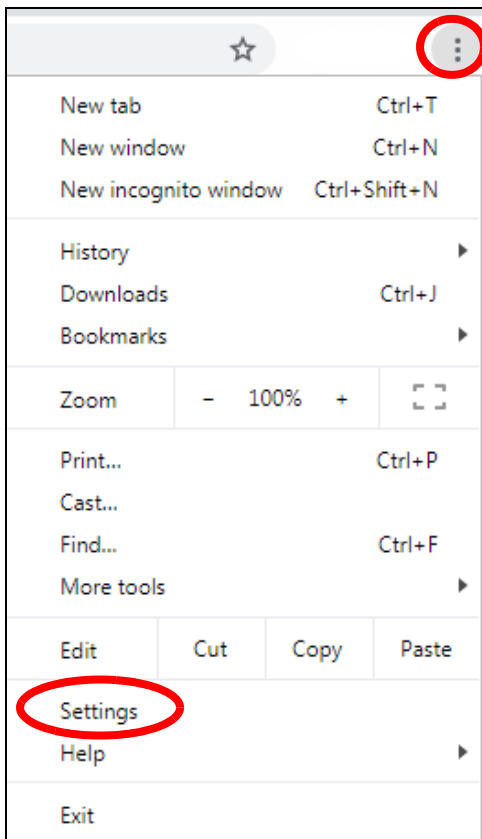 New tab Ctrl+T
New window Ctrl+N
New incognito window Ctrl+Shift+N
History
Downloads Ctrl+J
Bookmarks
Zoom - 100% +
Print... Ctrl+P
Cast...
Find... Ctrl+F
More tools
Edit Cut Copy Paste
Settings
Help
Exit